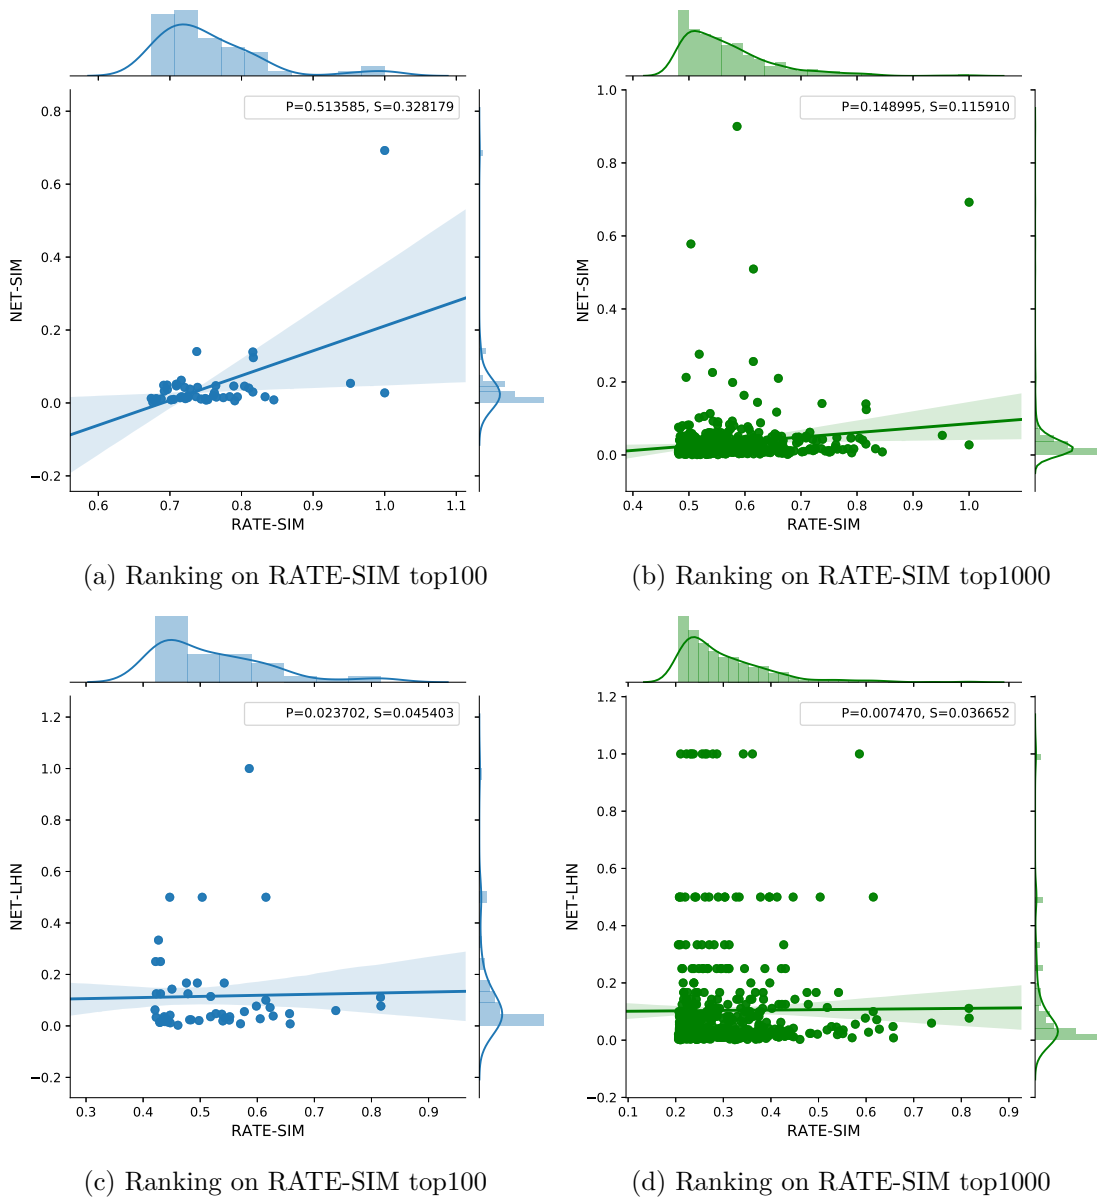 P=0.513585, S=0.328179
0.8
0.6
0.4
0.2
0.0
−0.2
NET-SIM
0.6 0.7 0.8 0.9 1.0 1.1
RATE-SIM
(a) Ranking on RATE-SIM top100
P=0.148995, S=0.115910
1.0
0.8
0.6
0.4
0.2
0.0
NET-SIM
0.4 0.5 0.6 0.7 0.8 0.9 1.0
RATE-SIM
(b) Ranking on RATE-SIM top1000
P=0.023702, S=0.045403
1.2
1.0
0.8
0.6
0.4
0.2
0.0
−0.2
NET-LHN
0.3 0.4 0.5 0.6 0.7 0.8 0.9
RATE-SIM
(c) Ranking on RATE-SIM top100
P=0.007470, S=0.036652
1.2
1.0
0.8
0.6
0.4
0.2
0.0
−0.2
NET-LHN
0.1 0.2 0.3 0.4 0.5 0.6 0.7 0.8 0.9
RATE-SIM
(d) Ranking on RATE-SIM top1000